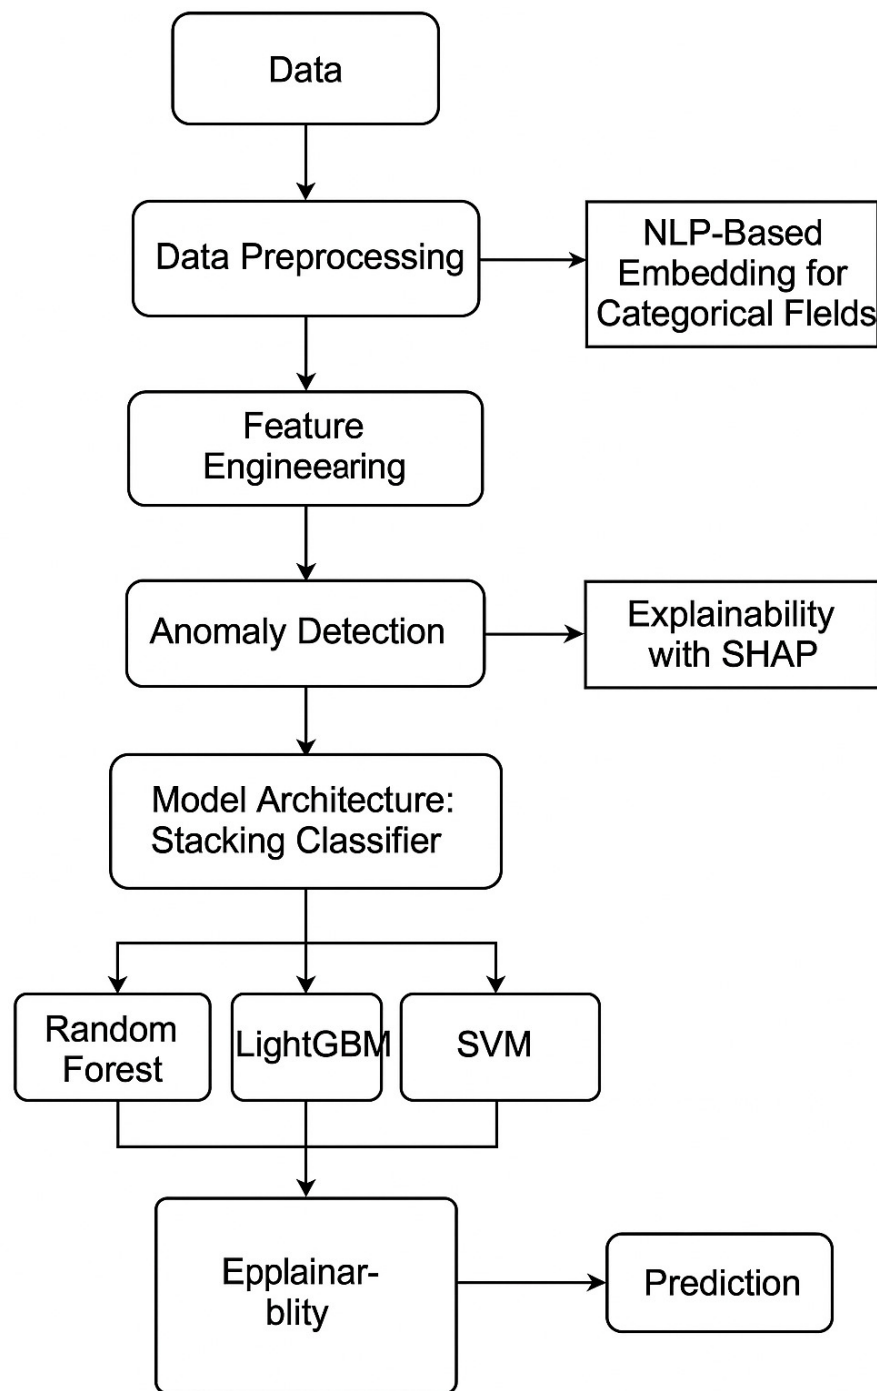 Data
Data Preprocessing
NLP-Based
Embedding for
Categorical Flelds
Feature
Engineearing
Anomaly Detection
Explainability
with SHAP
Model Architecture:
Stacking Classifier
Random
Forest
LightGBM
SVM
Epplainar-
blity
Prediction